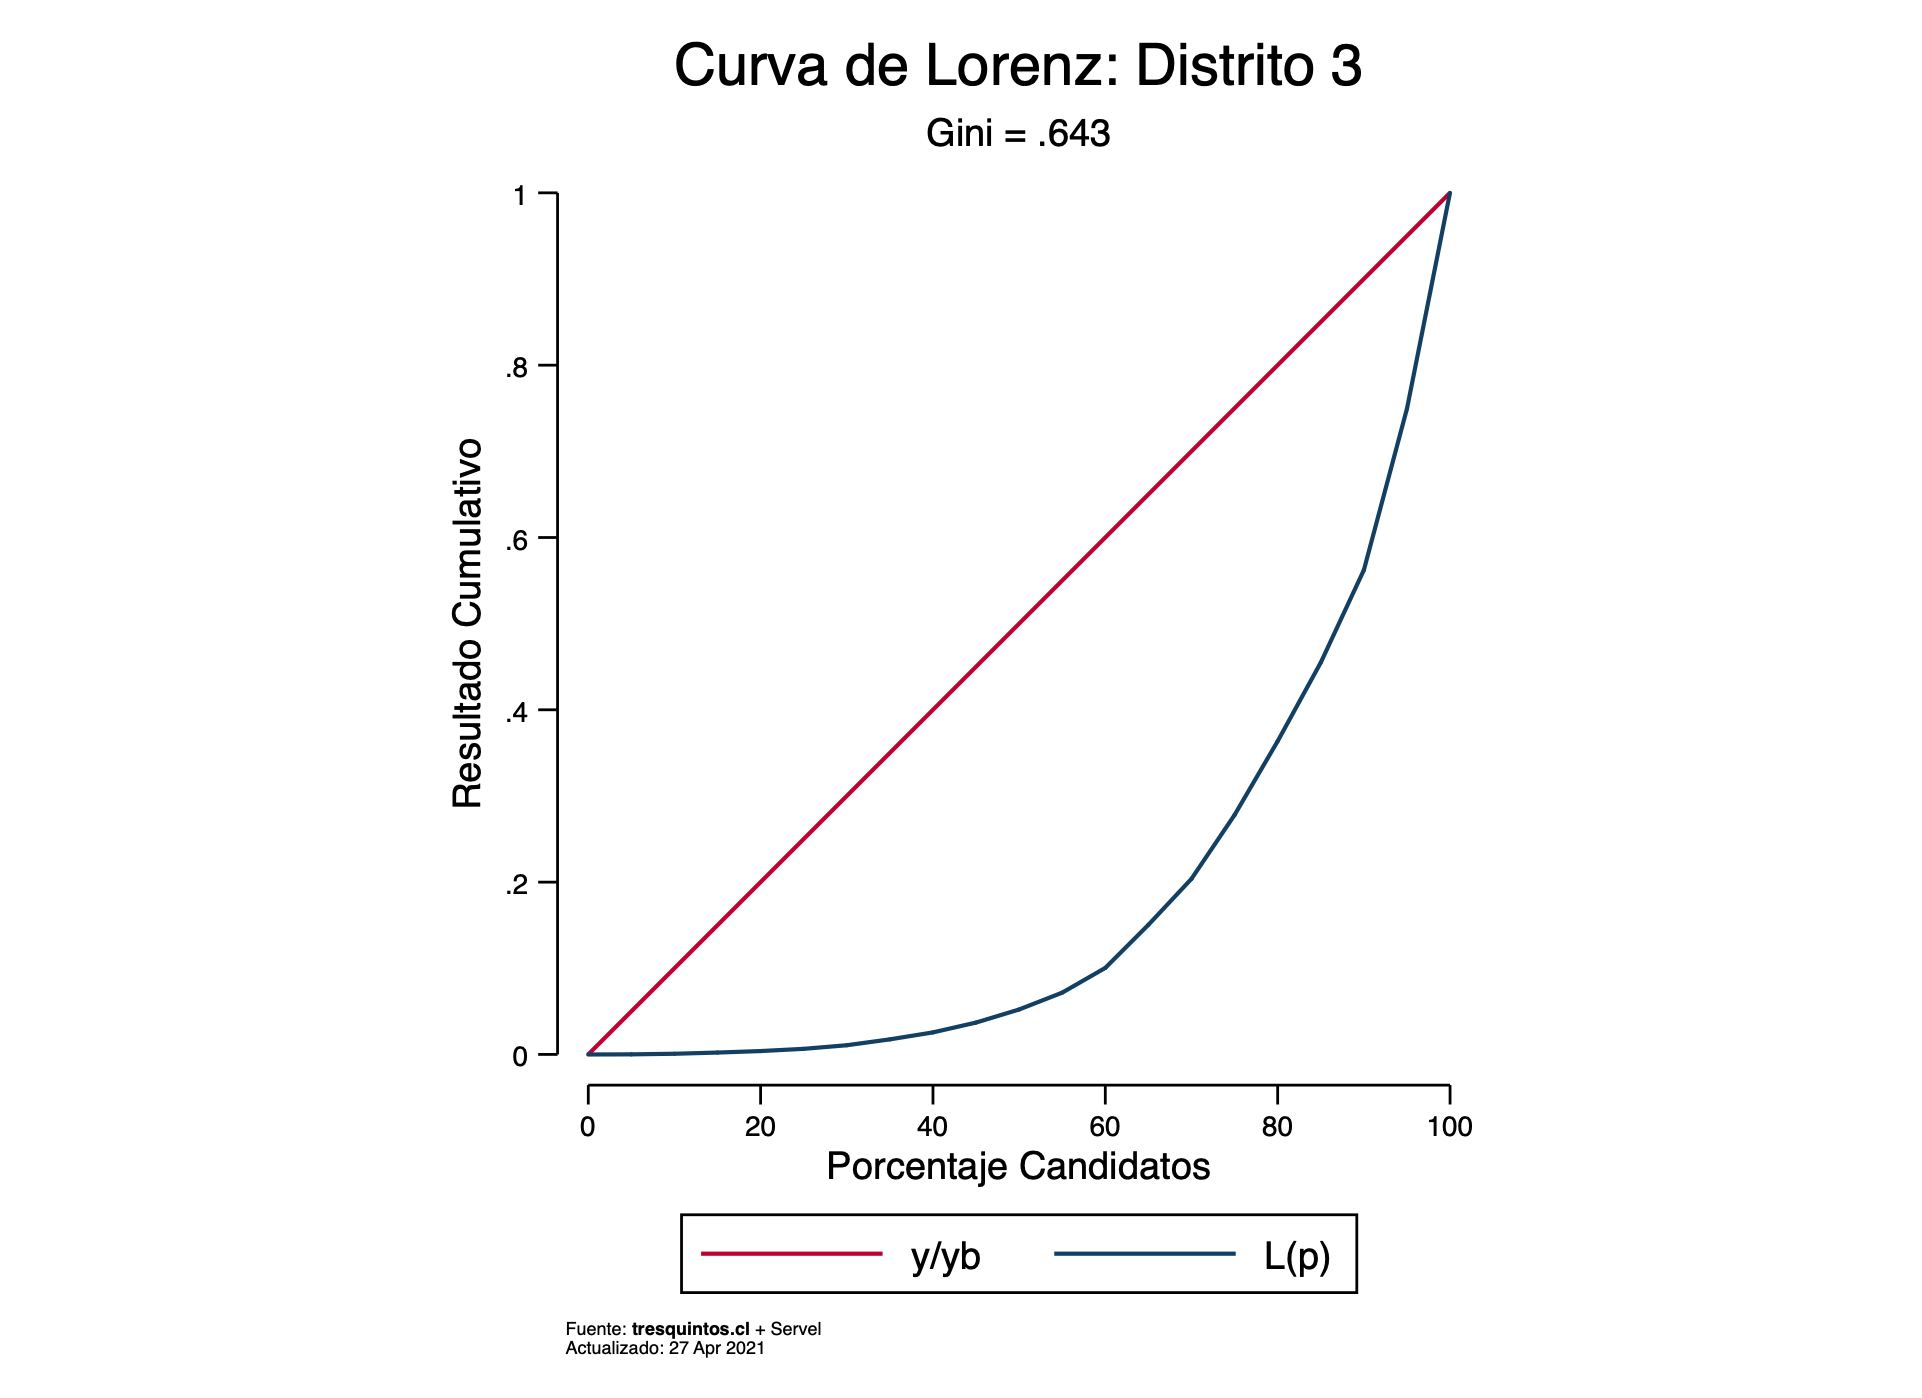 Curva de Lorenz: Distrito 3
Gini = .643
1
.8
.6
.4
.2
0
Resultado Cumulativo
0 20 40 60 80 100
Porcentaje Candidatos
y/yb L(p)
Fuente: tresquintos.cl + Servel
Actualizado: 27 Apr 2021